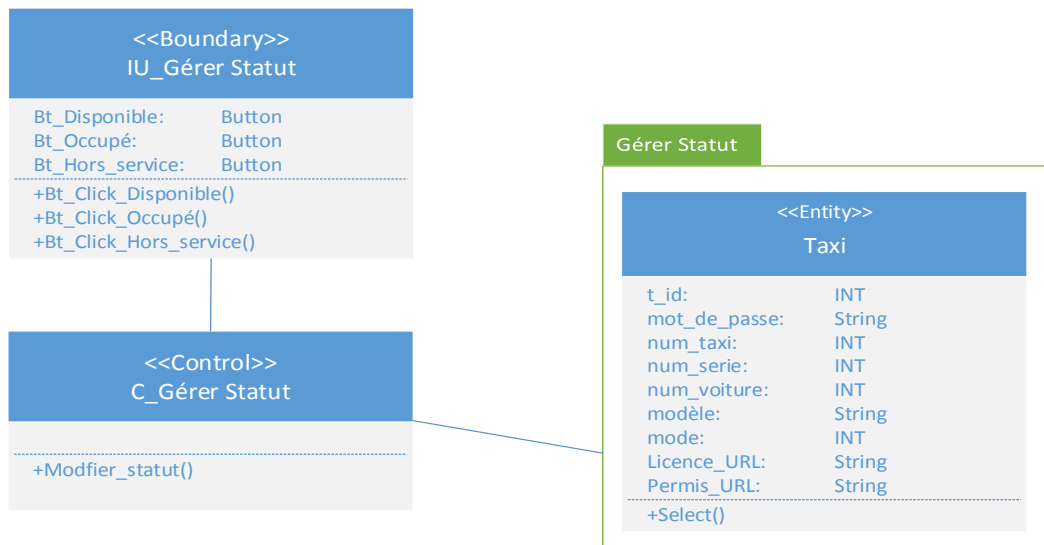 <<Boundary>>
IU_Gérer Statut
Bt_Disponible: Button
Bt_Occupé: Button
Bt_Hors_service: Button
+Bt_Click_Disponible()
+Bt_Click_Occupé()
+Bt_Click_Hors_service()
<<Control>>
C_Gérer Statut
+Modfier_statut()
Gérer Statut
<<Entity>>
Taxi
t_id: INT
mot_de_passe: String
num_taxi: INT
num_serie: INT
num_voiture: INT
modèle: String
mode: INT
Licence_URL: String
Permis_URL: String
+Select()